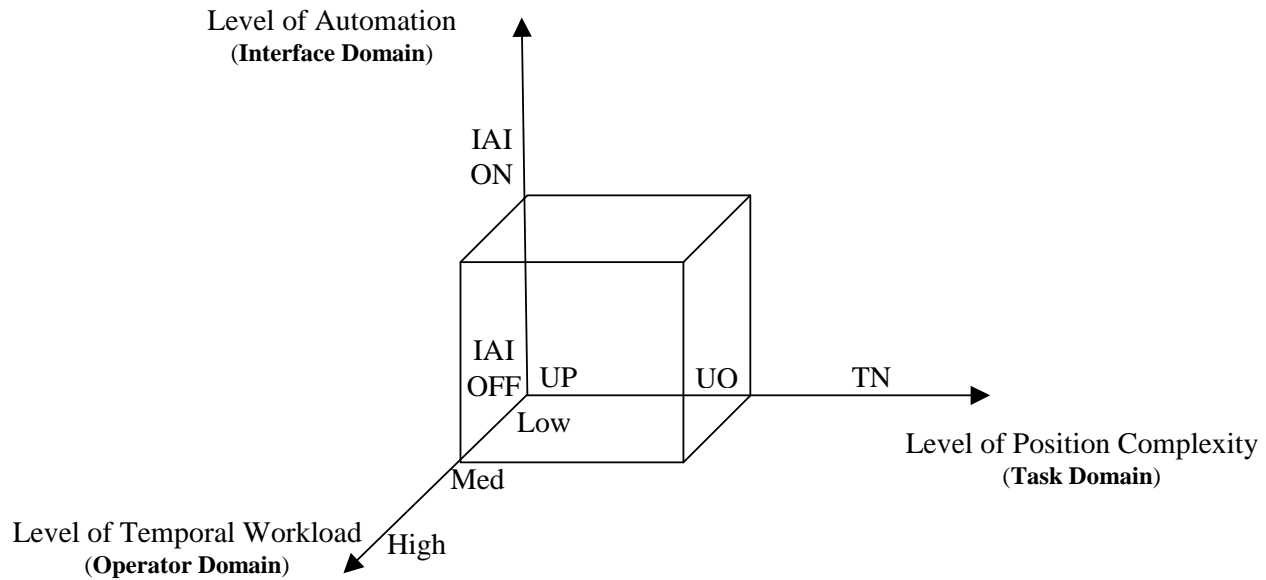 Level of Automation
(Interface Domain)
IAI
ON
IAI
OFF
UP
UO
TN
Low
Level of Position Complexity
(Task Domain)
Med
Level of Temporal Workload
(Operator Domain)
High